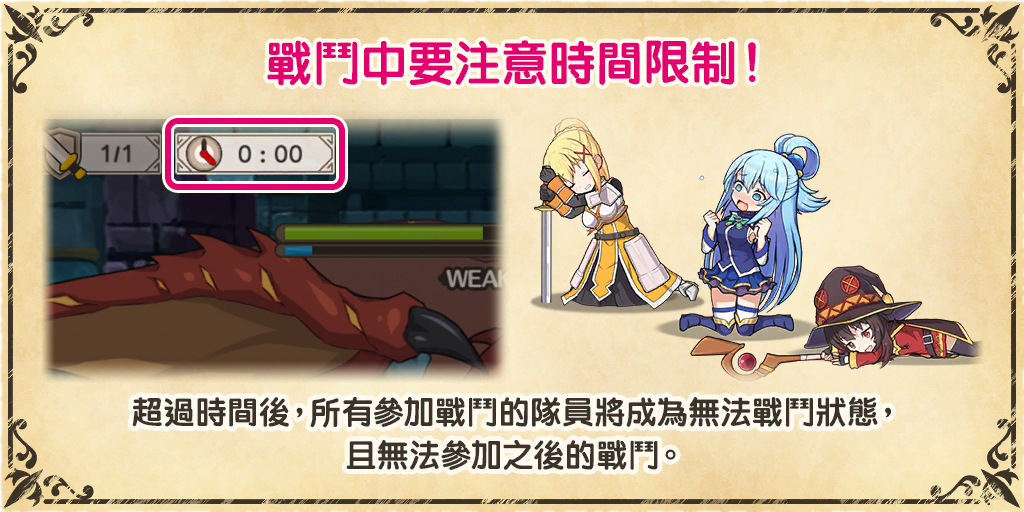 戰鬥中要注意時間限制！
1/1
0：00
WEAK
超過時間後，所有參加戰鬥的隊員將成為無法戰鬥狀態，
且無法參加之後的戰鬥。